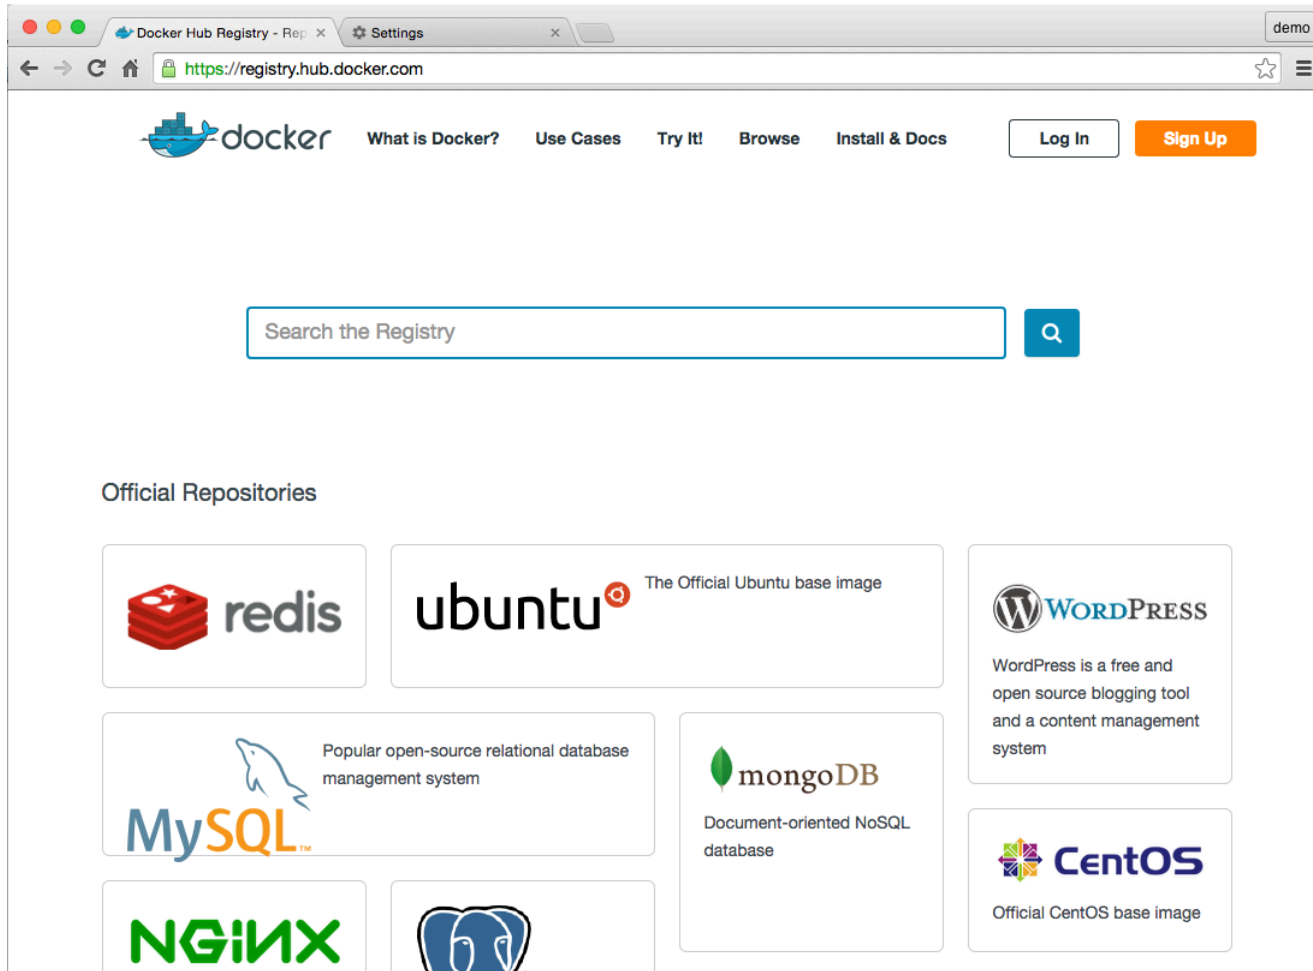 Docker Hub Registry - Rep
Settings
demo
https://registry.hub.docker.com
docker
What is Docker?
Use Cases
Try It!
Browse
Install & Docs
Log In
Sign Up
Search the Registry
Official Repositories
redis
ubuntu
The Official Ubuntu base image
WORDPRESS
WordPress is a free and
open source blogging tool
and a content management
system
MySQL™
Popular open-source relational database
management system
mongoDB
Document-oriented NoSQL
database
CentOS
Official CentOS base image
NGiNX